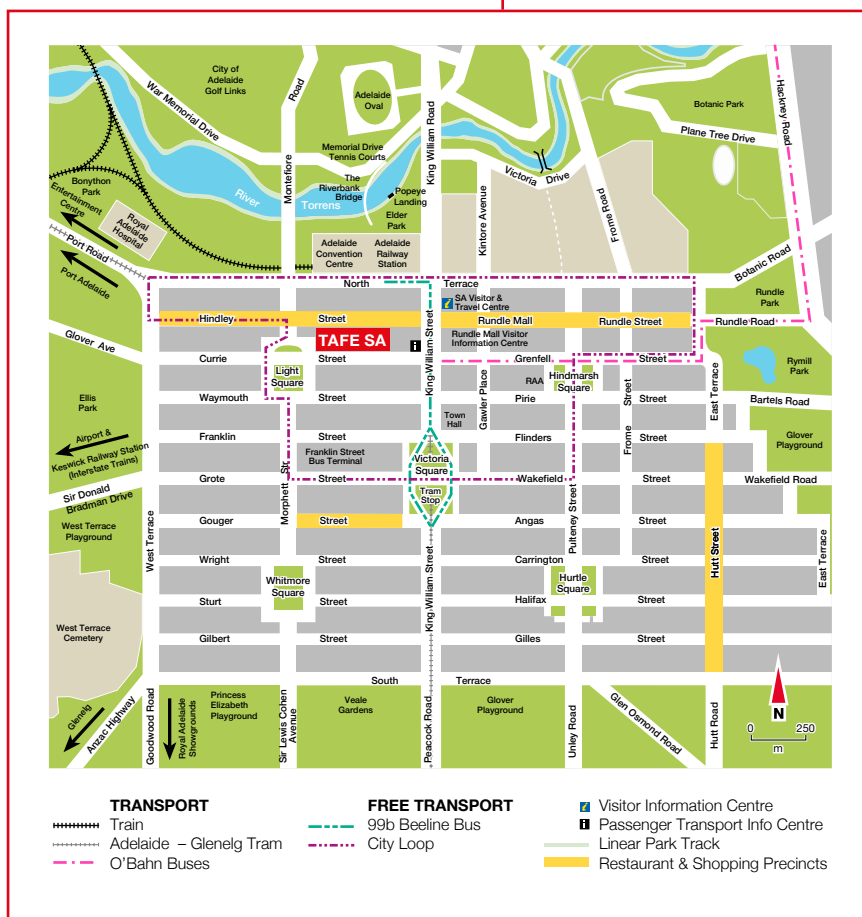 City of
Adelaide
Golf Links
War Memorial Drive
Road
Montefiore
Adelaide
Oval
Memorial Drive
Tennis Courts
King William Road
Botanic Park
Plane Tree Drive
Hackney Road
Victoria Drive
Kintore Avenue
Frome Road
The
Riverbank
Bridge
Popeye
Landing
Elder
Park
River Torrens
Bonython
Park
Entertainment
Centre
Royal
Adelaide
Hospital
Port Road
Port Adelaide
Adelaide
Convention
Centre
Adelaide
Railway
Station
Botanic Road
North Terrace
SA Visitor &
Travel Centre
Rundle
Park
Hindley Street
Rundle Mall
Rundle Street
Rundle Road
TAFE SA
i
King William Street
Rundle Mall Visitor
Information Centre
Glover Ave
Currie Street
Grenfell Street
Light
Square
Gawler Place
RAA
Hindmarsh
Square
Rymill
Park
Ellis
Park
Waymouth Street
Pirie Street
Frome Street
East Terrace
Bartels Road
Town
Hall
Airport &
Keswick Railway Station
(Interstate Trains)
Franklin Street
Flinders Street
Glover
Playground
Franklin Street
Bus Terminal
Victoria
Square
Grote Street
Wakefield Street
Wakefield Road
Tram
Stop
Sir Donald
Bradman Drive
Morphett Str.
Pulteney Street
West Terrace
Playground
West Terrace
Gouger Street
Angas Street
Hutt Street
East Terrace
Wright Street
Carrington Street
King William Street
Whitmore
Square
Hurtle
Square
Sturt Street
Halifax Street
West Terrace
Cemetery
Gilbert Street
Gilles Street
South Terrace
Glenelg
Anzac Highway
Goodwood Road
Royal Adelaide
Showgrounds
Princess
Elizabeth
Playground
Sir Lewis Cohen
Avenue
Veale
Gardens
Peacock Road
Glover
Playground
Unley Road
Glen Osmond Road
Hutt Road
N
0 250
m
TRANSPORT
Train
Adelaide – Glenelg Tram
O'Bahn Buses
FREE TRANSPORT
99b Beeline Bus
City Loop
i Visitor Information Centre
i Passenger Transport Info Centre
Linear Park Track
Restaurant & Shopping Precincts